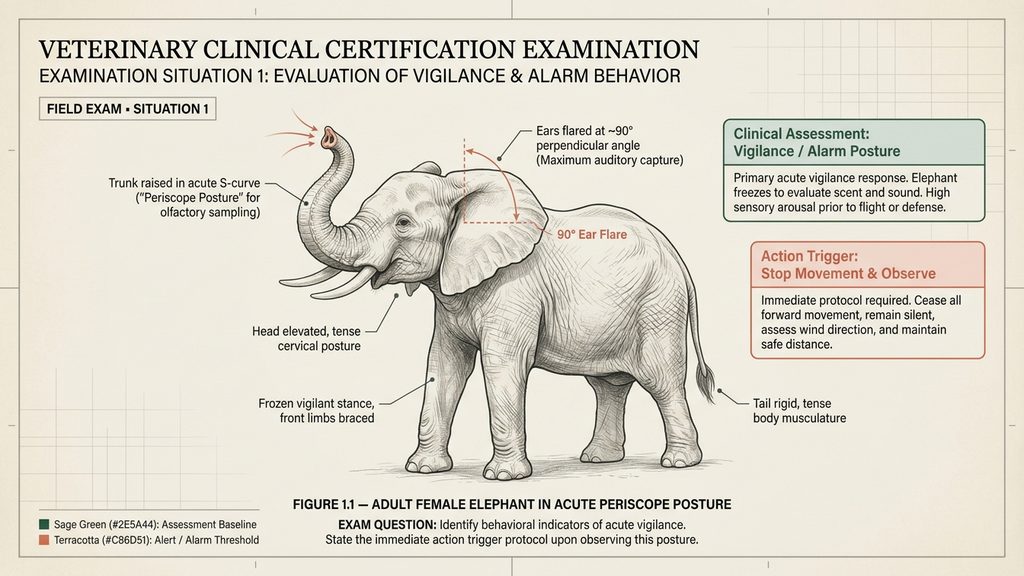 VETERINARY CLINICAL CERTIFICATION EXAMINATION
EXAMINATION SITUATION 1: EVALUATION OF VIGILANCE & ALARM BEHAVIOR
FIELD EXAM • SITUATION 1
Trunk raised in acute S-curve
("Periscope Posture" for
olfactory sampling)
Ears flared at ~90°
perpendicular angle
(Maximum auditory capture)
90° Ear Flare
Head elevated, tense
cervical posture
Frozen vigilant stance,
front limbs braced
Tail rigid, tense
body musculature
Clinical Assessment:
Vigilance / Alarm Posture
Primary acute vigilance response. Elephant
freezes to evaluate scent and sound. High
sensory arousal prior to flight or defense.
Action Trigger:
Stop Movement & Observe
Immediate protocol required. Cease all
forward movement, remain silent,
assess wind direction, and maintain
safe distance.
FIGURE 1.1 — ADULT FEMALE ELEPHANT IN ACUTE PERISCOPE POSTURE
EXAM QUESTION: Identify behavioral indicators of acute vigilance.
State the immediate action trigger protocol upon observing this posture.
Sage Green (#2E5A44): Assessment Baseline
Terracotta (#C86D51): Alert / Alarm Threshold